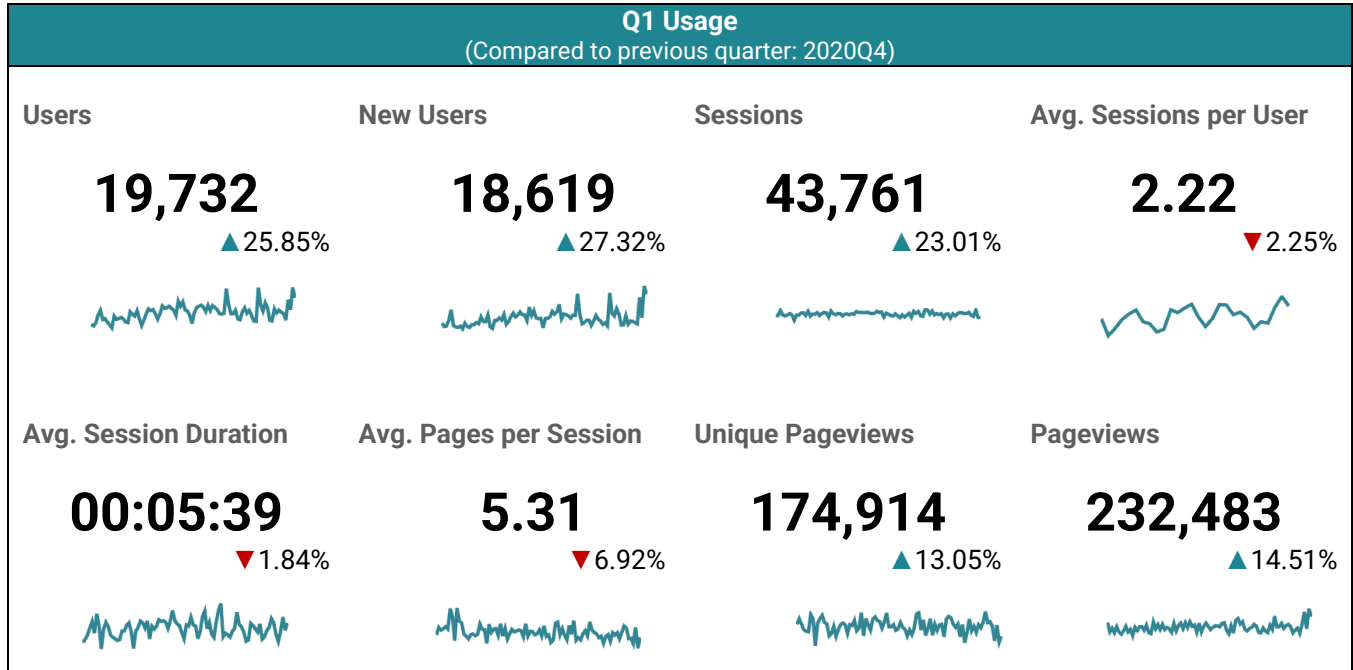 Q1 Usage
(Compared to previous quarter: 2020Q4)
Users
19,732
▲25.85%
New Users
18,619
▲27.32%
Sessions
43,761
▲23.01%
Avg. Sessions per User
2.22
▼2.25%
Avg. Session Duration
00:05:39
▼1.84%
Avg. Pages per Session
5.31
▼6.92%
Unique Pageviews
174,914
▲13.05%
Pageviews
232,483
▲14.51%